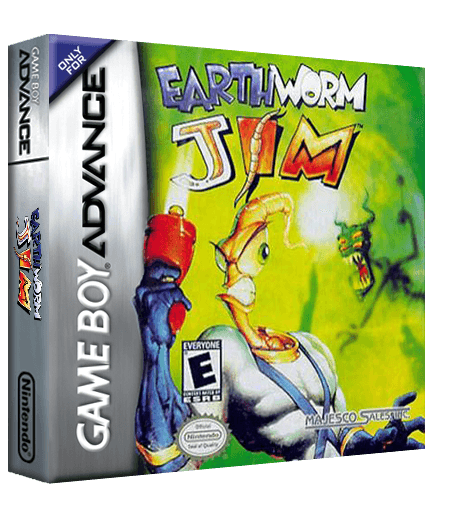 GAME BOY
ADVANCE
EARTHWORM
JIM
Nintendo
GAME BOY ADVANCE
ONLY
FOR
EARTHWORM
JIM
™
EVERYONE
E
CONTENT RATED BY
ESRB
Official
Nintendo
Seal of Quality
MAJESCO SALES INC.